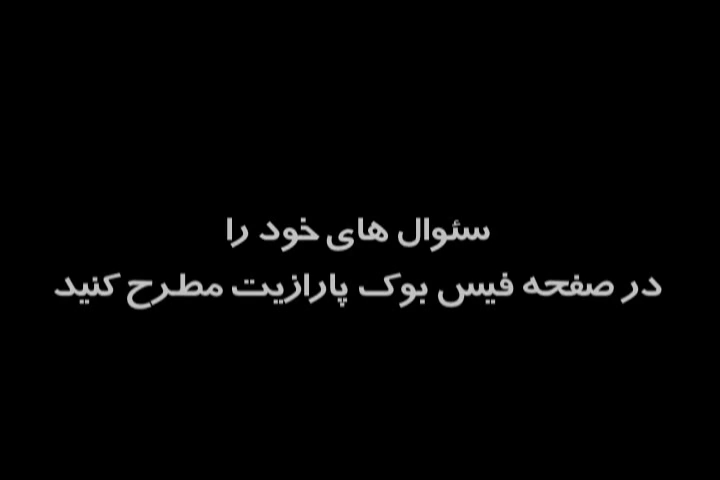 سئوال های خود را
در صفحه فیس بوک پارازیت مطرح کنید